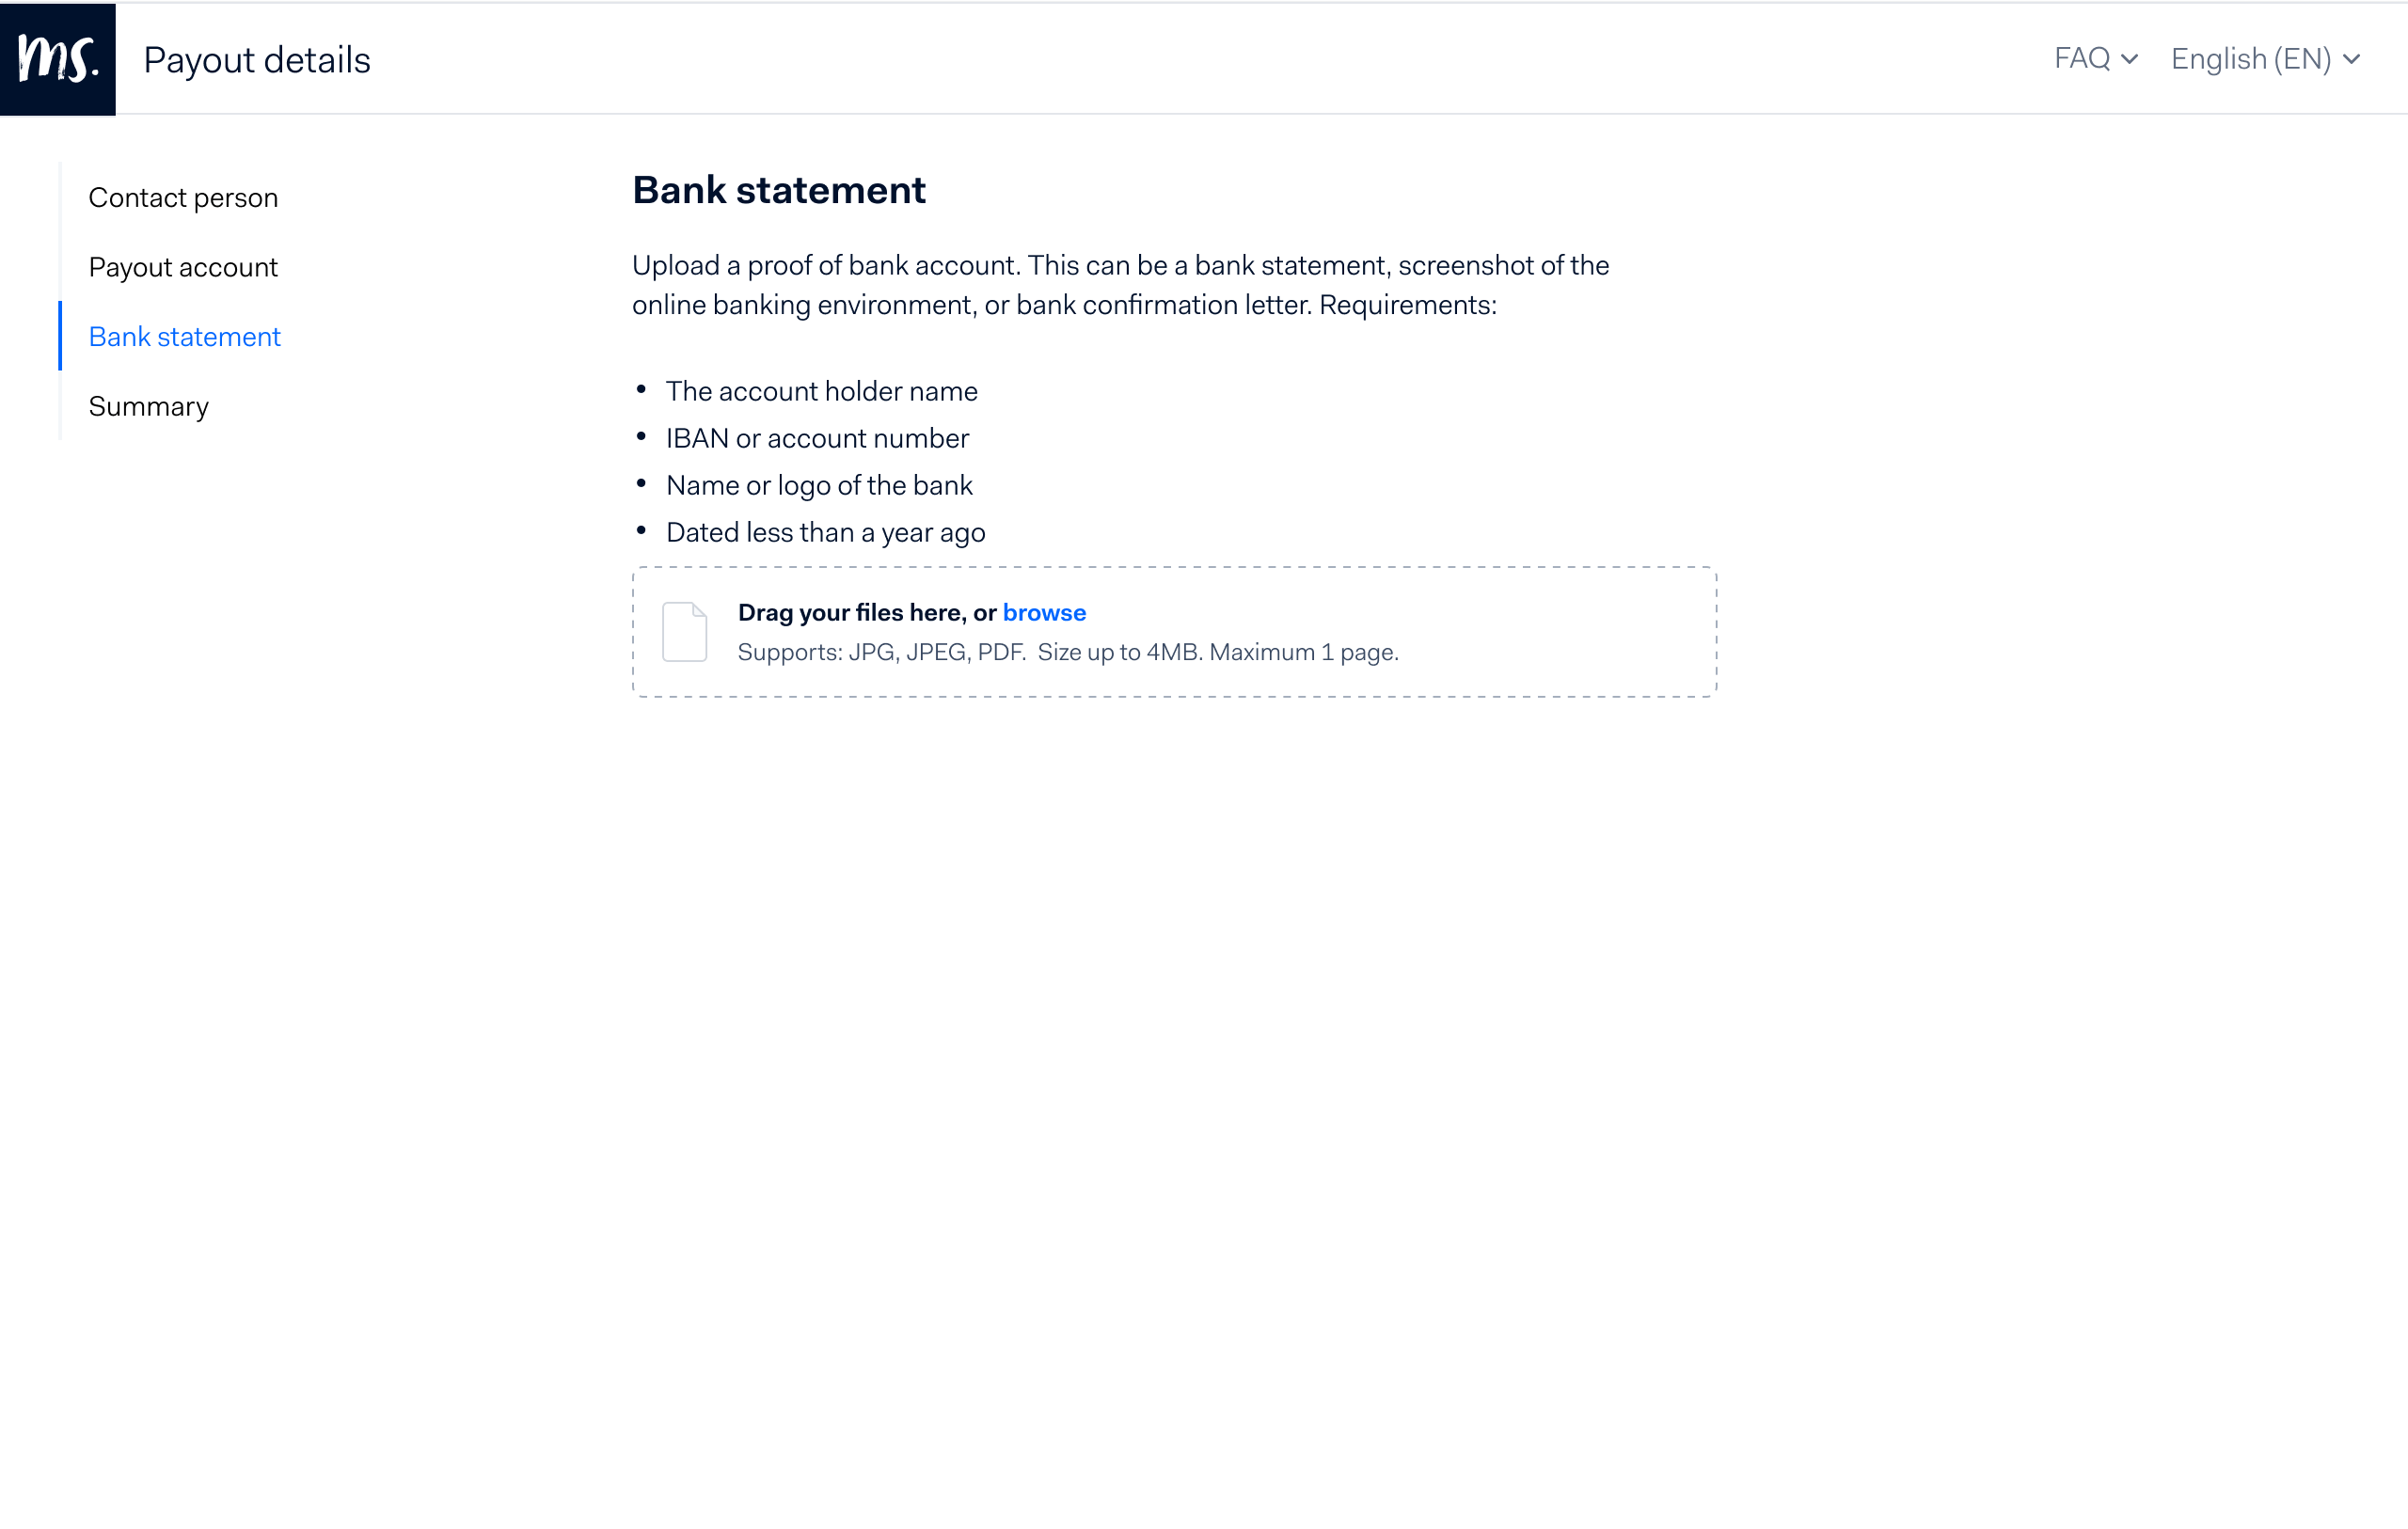 ms.
Payout details
FAQ
English (EN)
Contact person
Payout account
Bank statement
Summary
Bank statement
Upload a proof of bank account. This can be a bank statement, screenshot of the
online banking environment, or bank confirmation letter. Requirements:
• The account holder name
• IBAN or account number
• Name or logo of the bank
• Dated less than a year ago
Drag your files here, or browse
Supports: JPG, JPEG, PDF.  Size up to 4MB. Maximum 1 page.